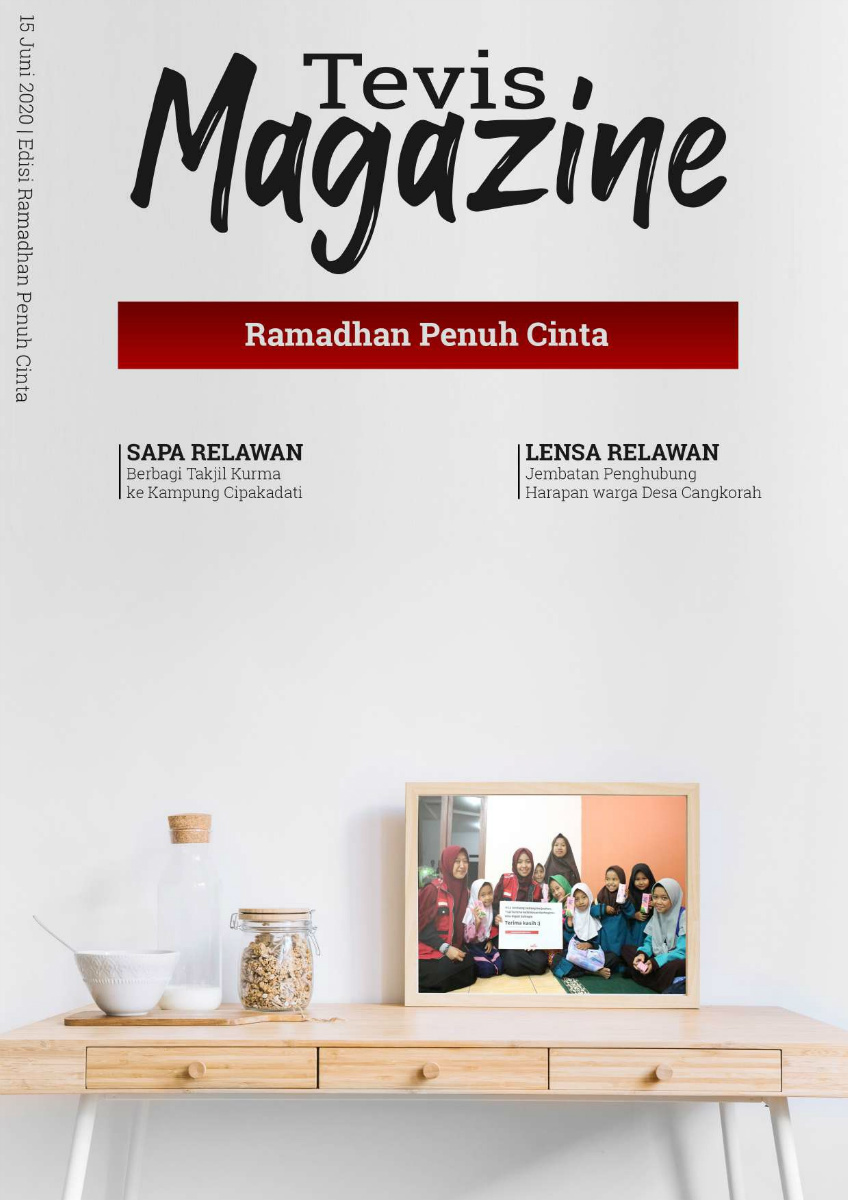 15 Juni 2020 | Edisi Ramadhan Penuh Cinta
Tevis
Magazine
Ramadhan Penuh Cinta
SAPA RELAWAN
Berbagi Takjil Kurma
ke Kampung Cipakadati
LENSA RELAWAN
Jembatan Penghubung
Harapan warga Desa Cangkorah
Terima kasih :)